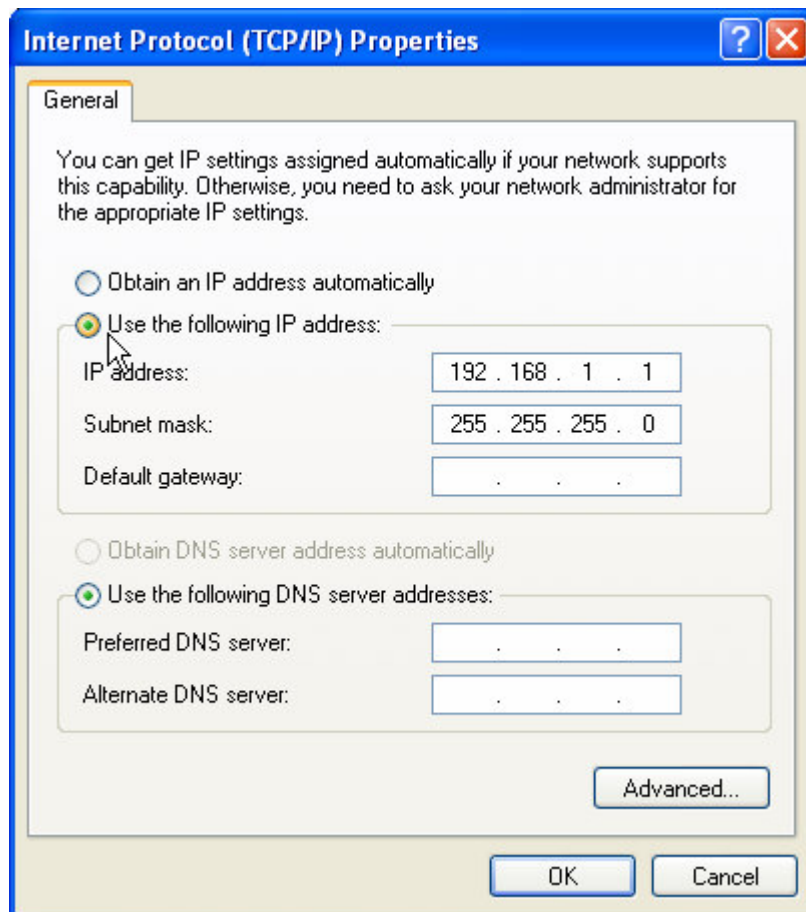 Internet Protocol (TCP/IP) Properties
General
You can get IP settings assigned automatically if your network supports
this capability. Otherwise, you need to ask your network administrator for
the appropriate IP settings.
Obtain an IP address automatically
Use the following IP address:
IP address: 192 . 168 . 1 . 1
Subnet mask: 255 . 255 . 255 . 0
Default gateway: . . .
Obtain DNS server address automatically
Use the following DNS server addresses:
Preferred DNS server: . . .
Alternate DNS server: . . .
Advanced...
OK Cancel